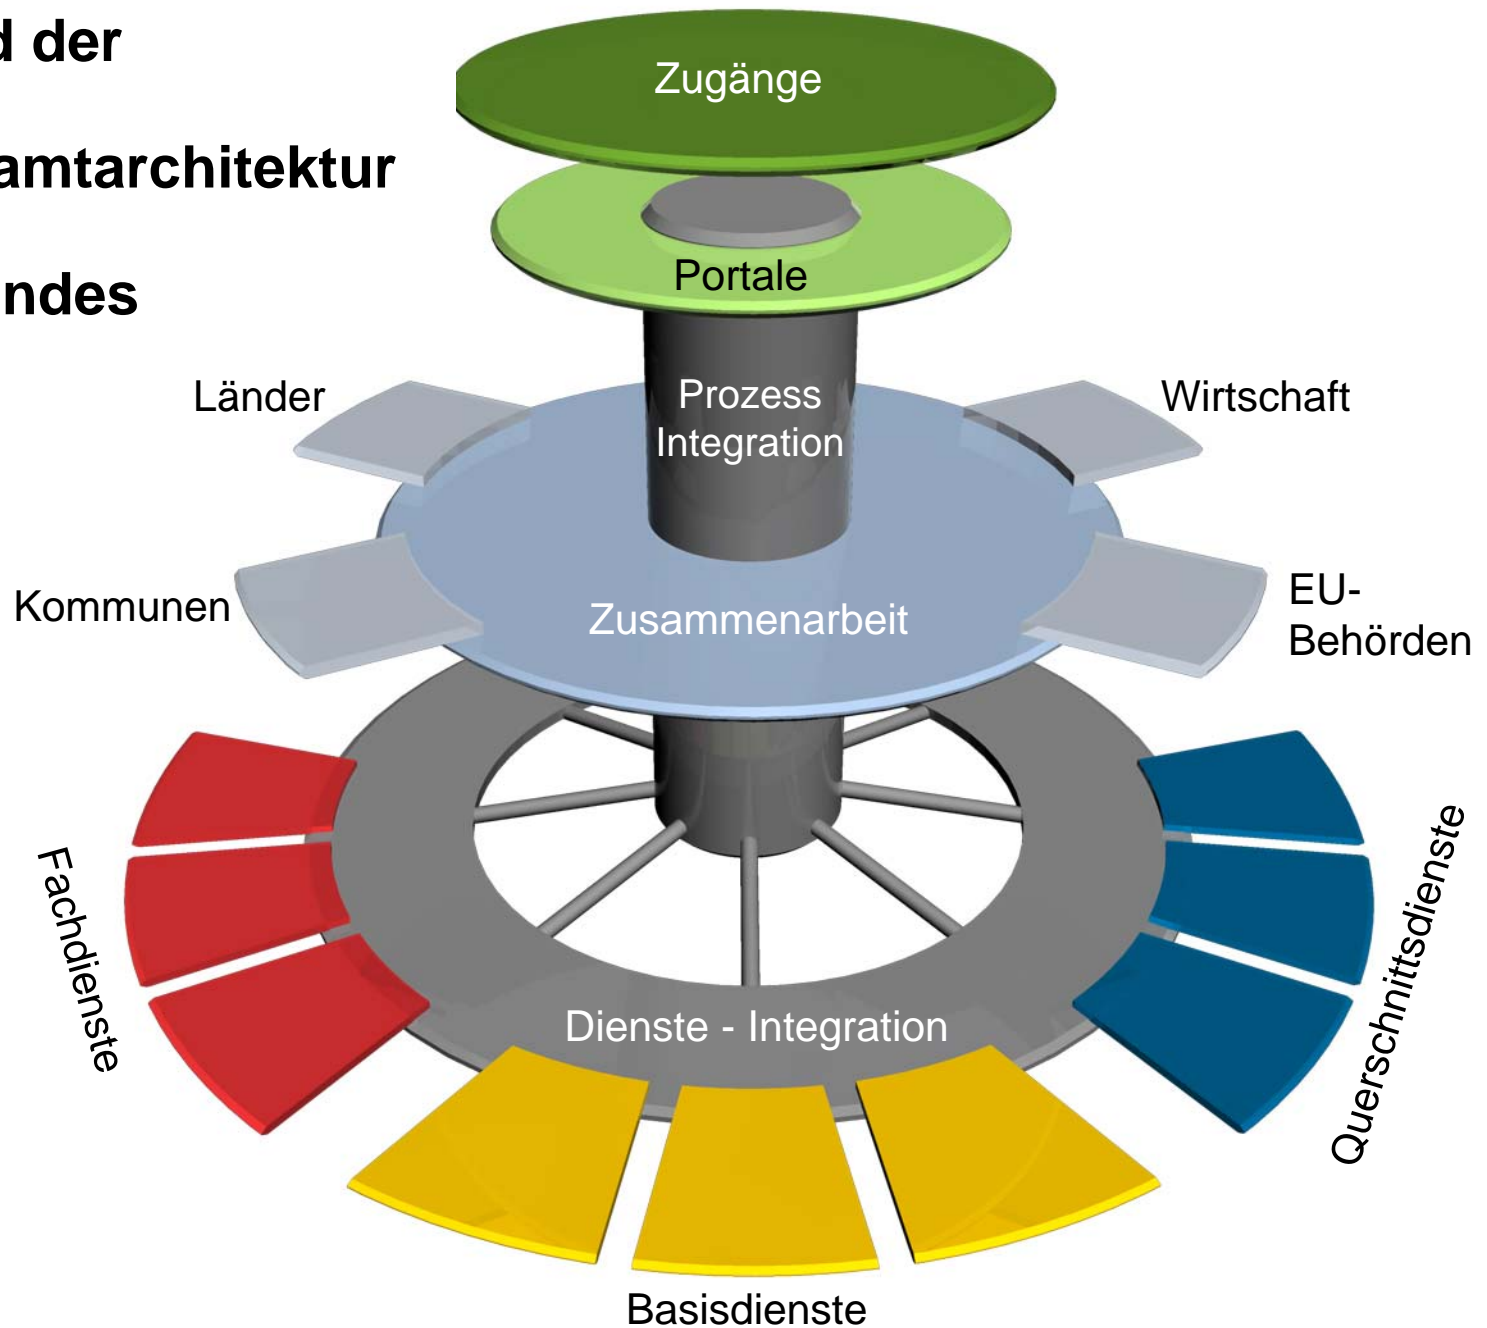 d der
amtarchitektur
ndes
Zugänge
Portale
Prozess
Integration
Länder
Wirtschaft
Kommunen
Zusammenarbeit
EU-
Behörden
Fachdienste
Dienste - Integration
Querschnittsdienste
Basisdienste